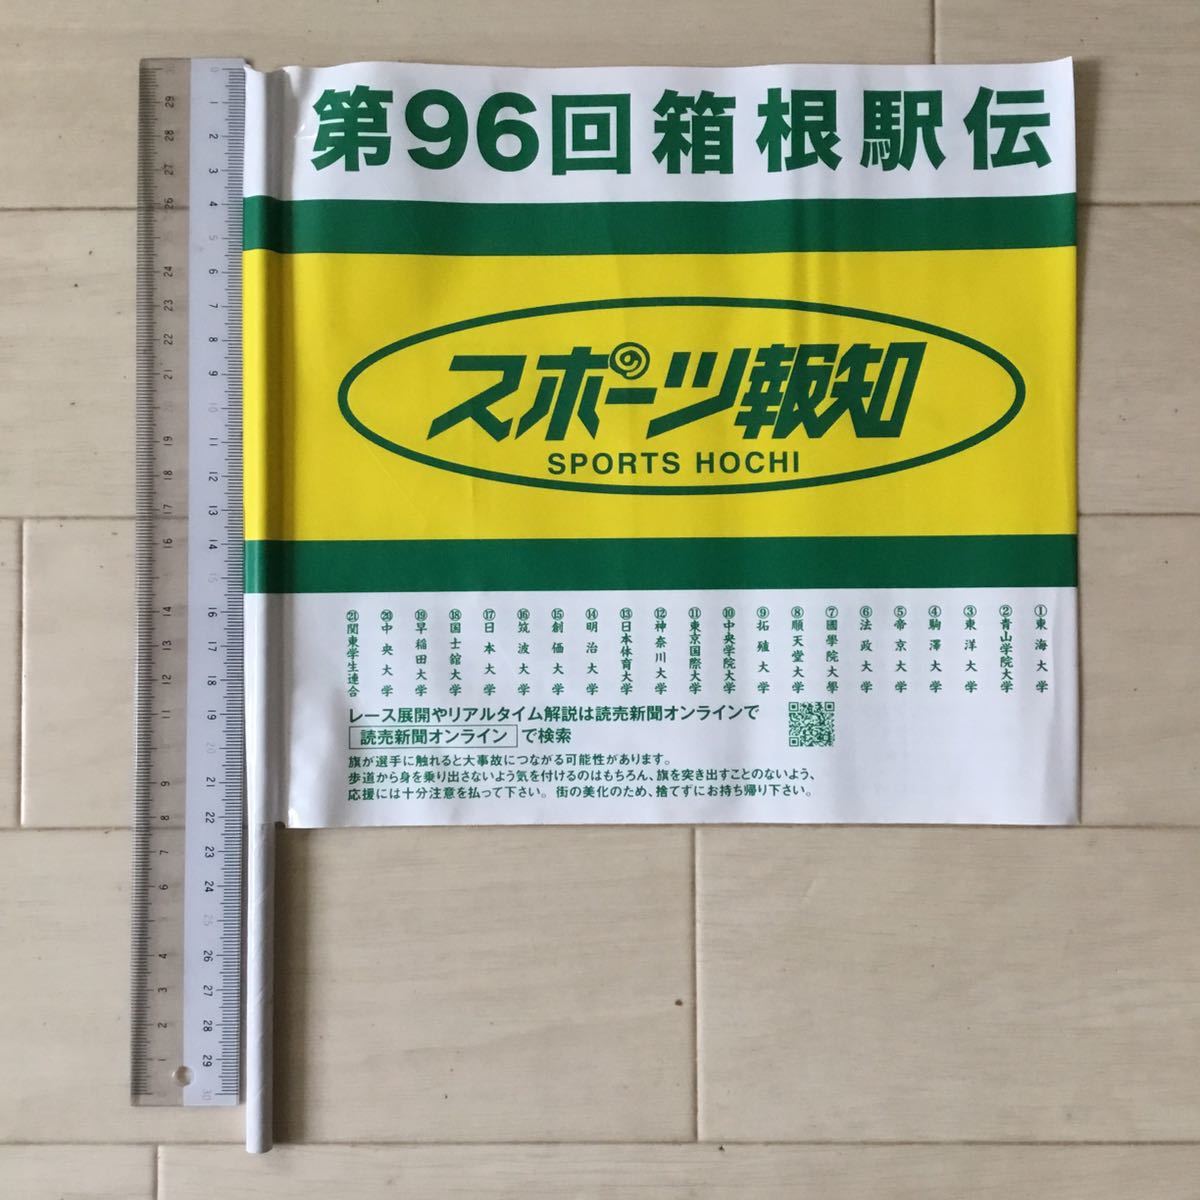 第96回箱根駅伝
スポーツ報知
SPORTS HOCHI
①東海大学
②青山学院大学
③東洋大学
④駒澤大学
⑤帝京大学
⑥法政大学
⑦國學院大學
⑧順天堂大学
⑨拓殖大学
⑩中央学院大学
⑪東京国際大学
⑫神奈川大学
⑬日本体育大学
⑭明治大学
⑮創価大学
⑯筑波大学
⑰日本大学
⑱国士舘大学
⑲早稲田大学
⑳中央大学
㉑関東学生連合
レース展開やリアルタイム解説は読売新聞オンラインで
読売新聞オンライン で検索
旗が選手に触れると大事故につながる可能性があります。
歩道から身を乗り出さないよう気を付けるのはもちろん、旗を突き出すことのないよう、
応援には十分注意を払って下さい。街の美化のため、捨てずにお持ち帰り下さい。